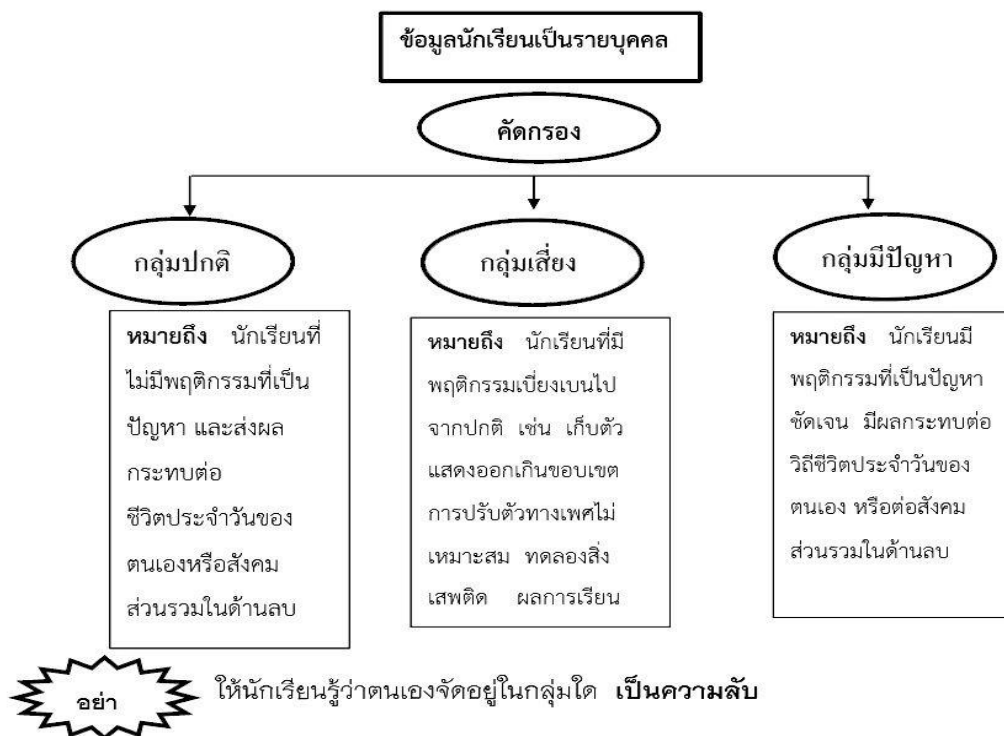 ข้อมูลนักเรียนเป็นรายบุคคล
คัดกรอง
กลุ่มปกติ
กลุ่มเสี่ยง
กลุ่มมีปัญหา
หมายถึง นักเรียนที่
ไม่มีพฤติกรรมที่เป็น
ปัญหา และส่งผล
กระทบต่อ
ชีวิตประจำวันของ
ตนเองหรือสังคม
ส่วนรวมในด้านลบ
หมายถึง นักเรียนที่มี
พฤติกรรมเบี่ยงเบนไป
จากปกติ เช่น เก็บตัว
แสดงออกเกินขอบเขต
การปรับตัวทางเพศไม่
เหมาะสม ทดลองสิ่ง
เสพติด ผลการเรียน
หมายถึง นักเรียนมี
พฤติกรรมที่เป็นปัญหา
ชัดเจน มีผลกระทบต่อ
วิถีชีวิตประจำวันของ
ตนเอง หรือต่อสังคม
ส่วนรวมในด้านลบ
อย่า ให้นักเรียนรู้ว่าตนเองจัดอยู่ในกลุ่มใด เป็นความลับ